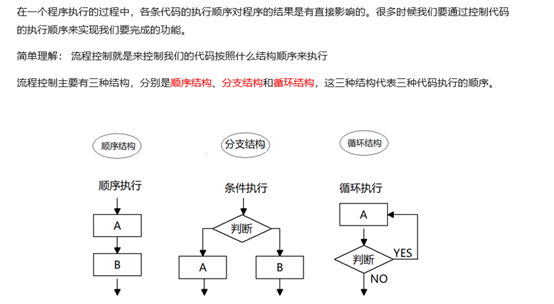 在一个程序执行的过程中，各条代码的执行顺序对程序的结果是有直接影响的。很多时候我们要通过控制代码
的执行顺序来实现我们要完成的功能。
简单理解： 流程控制就是来控制我们的代码按照什么结构顺序来执行
流程控制主要有三种结构，分别是顺序结构、分支结构和循环结构，这三种结构代表三种代码执行的顺序。
顺序结构
分支结构
循环结构
顺序执行
条件执行
循环执行
A
B
判断
A
B
A
判断
YES
NO